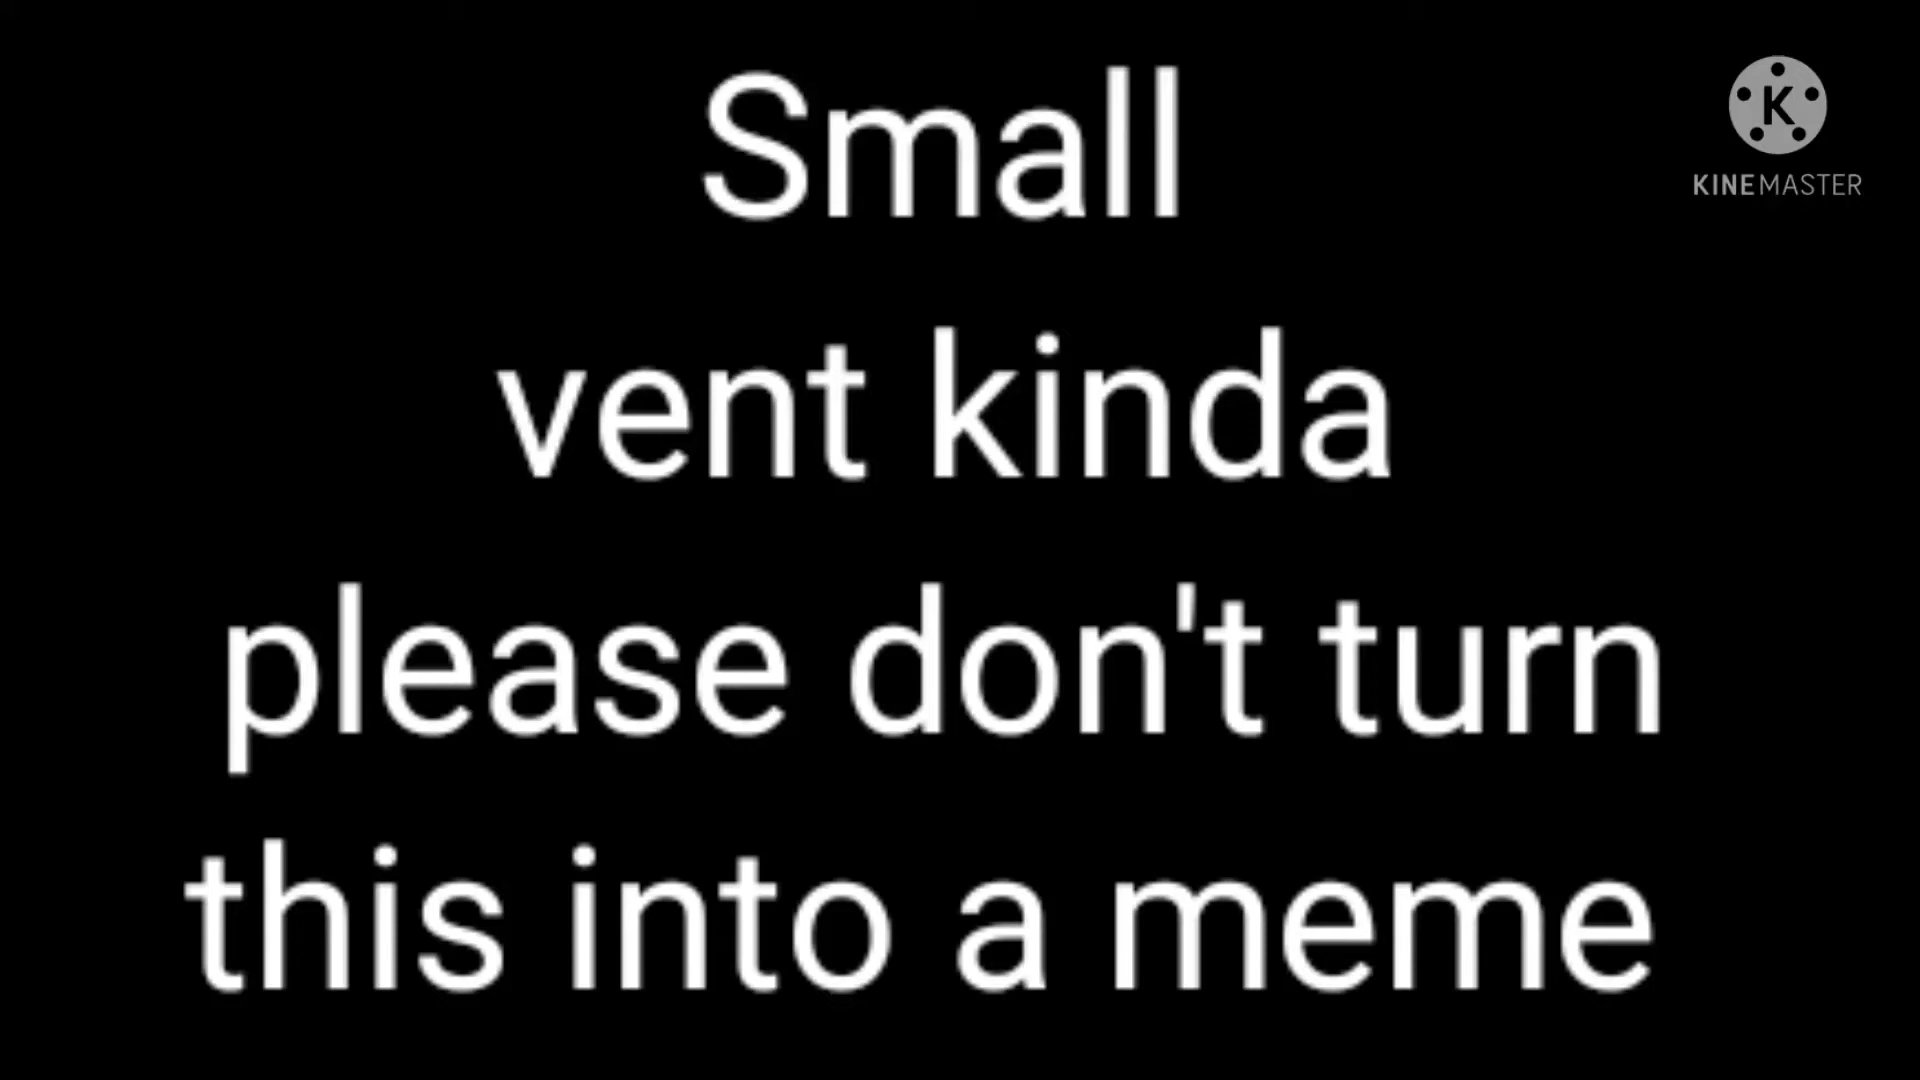 Small
K
KINEMASTER
vent kinda
please don't turn
this into a meme